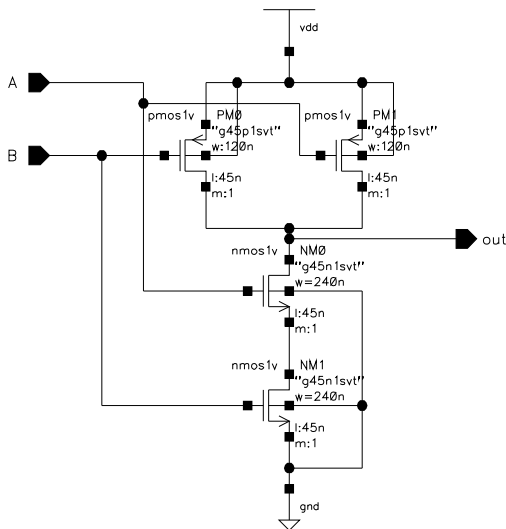 vdd
A
pmos1v PM0
"g45p1svt"
w:120n
l:45n
m:1
pmos1v PM1
"g45p1svt"
w:120n
l:45n
m:1
B
out
nmos1v NM0
"g45n1svt"
w=240n
l:45n
m:1
nmos1v NM1
"g45n1svt"
w=240n
l:45n
m:1
gnd